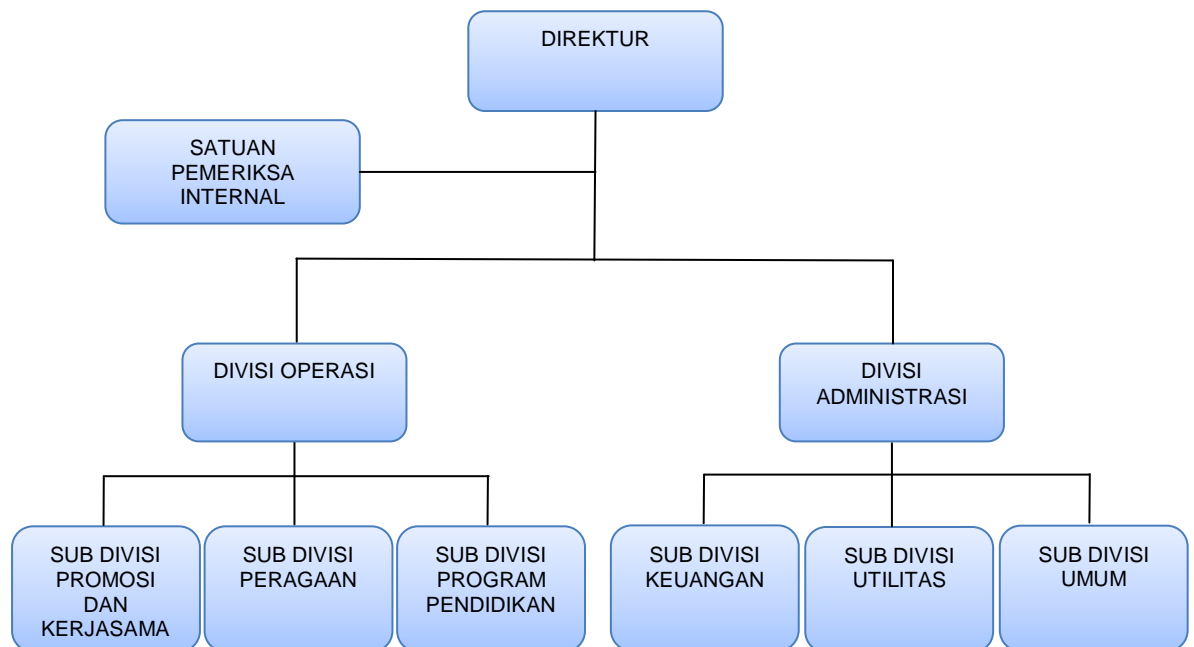 DIREKTUR
SATUAN
PEMERIKSA
INTERNAL
DIVISI OPERASI
DIVISI
ADMINISTRASI
SUB DIVISI
PROMOSI
DAN
KERJASAMA
SUB DIVISI
PERAGAAN
SUB DIVISI
PROGRAM
PENDIDIKAN
SUB DIVISI
KEUANGAN
SUB DIVISI
UTILITAS
SUB DIVISI
UMUM